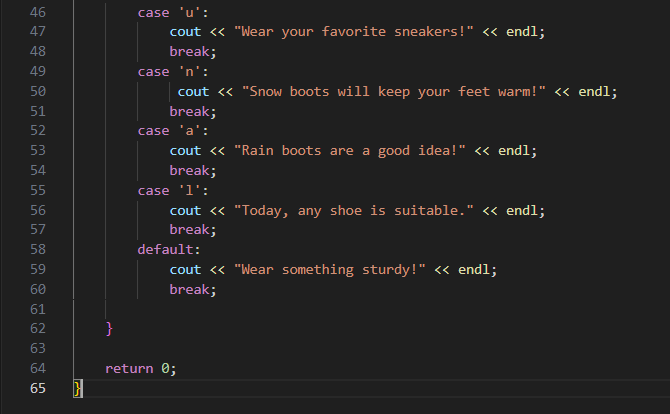 46 case 'u':
47 cout << "Wear your favorite sneakers!" << endl;
48 break;
49 case 'n':
50 cout << "Snow boots will keep your feet warm!" << endl;
51 break;
52 case 'a':
53 cout << "Rain boots are a good idea!" << endl;
54 break;
55 case 'l':
56 cout << "Today, any shoe is suitable." << endl;
57 break;
58 default:
59 cout << "Wear something sturdy!" << endl;
60 break;
61
62 }
63
64 return 0;
65 }